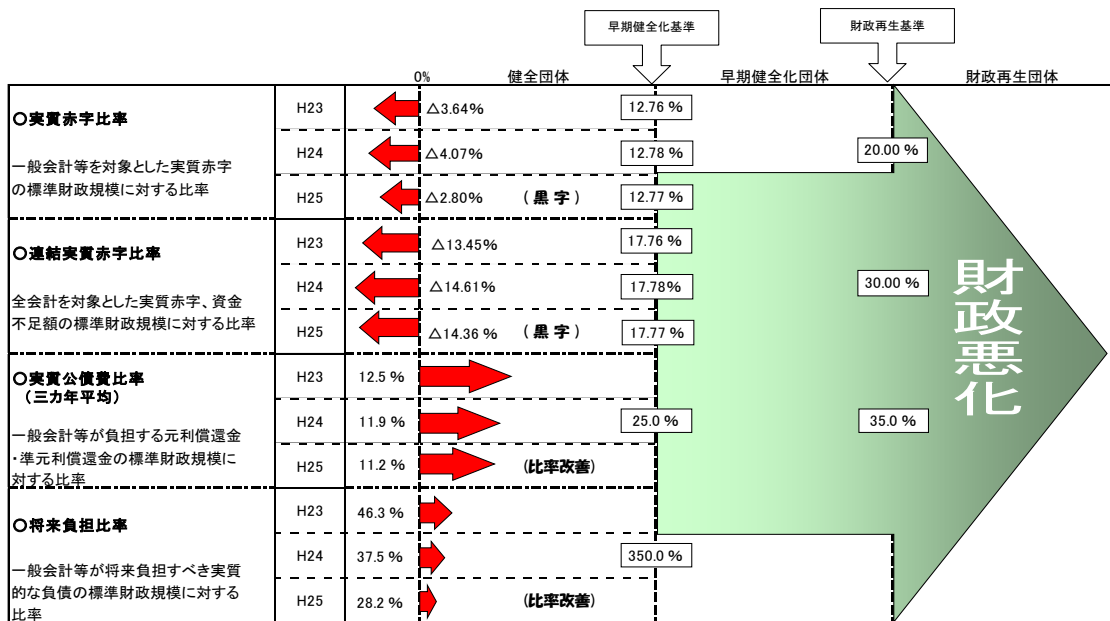 早期健全化基準
財政再生基準
0%
健全団体
早期健全化団体
財政再生団体
○実質赤字比率
一般会計等を対象とした実質赤字
の標準財政規模に対する比率
H23
△3.64%
12.76 %
H24
△4.07%
12.78 %
20.00 %
H25
△2.80%
(黒字)
12.77 %
○連結実質赤字比率
全会計を対象とした実質赤字、資金
不足額の標準財政規模に対する比率
H23
△13.45%
17.76 %
H24
△14.61%
17.78%
30.00 %
H25
△14.36 %
(黒字)
17.77 %
○実質公債費比率
(三カ年平均)
一般会計等が負担する元利償還金
・準元利償還金の標準財政規模に
対する比率
H23
12.5 %
H24
11.9 %
25.0 %
35.0 %
H25
11.2 %
(比率改善)
○将来負担比率
一般会計等が将来負担すべき実質
的な負債の標準財政規模に対する
比率
H23
46.3 %
H24
37.5 %
350.0 %
H25
28.2 %
(比率改善)
財政悪化